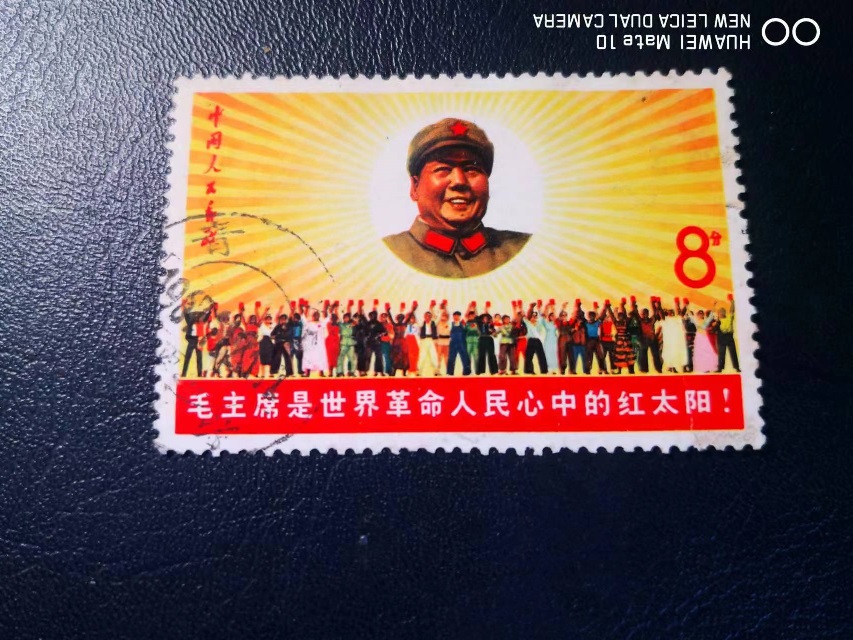 HUAWEI Mate 10
NEW LEICA DUAL CAMERA
中国人民邮政
8分
毛主席是世界革命人民心中的红太阳！